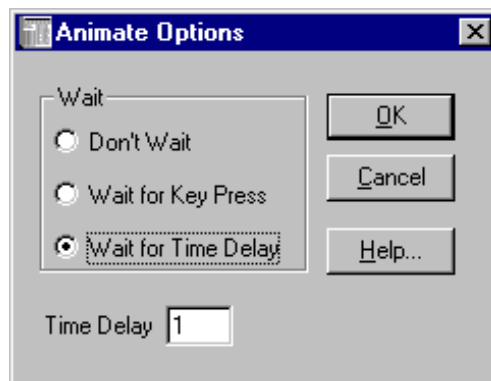 Animate Options
Wait
Don't Wait
Wait for Key Press
Wait for Time Delay
OK
Cancel
Help...
Time Delay 1